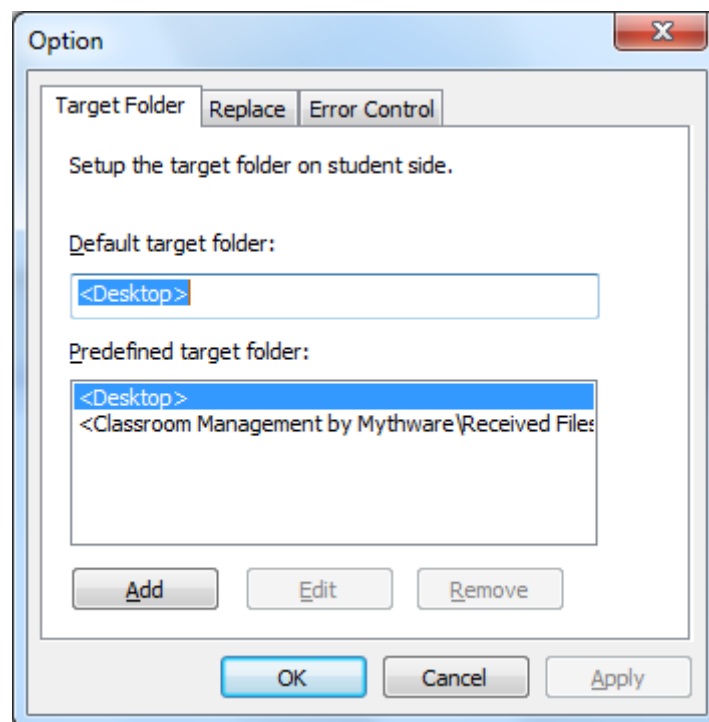 Option
Target Folder Replace Error Control
Setup the target folder on student side.
Default target folder:
<Desktop>
Predefined target folder:
<Desktop>
<Classroom Management by Mythware\Received Files
Add Edit Remove
OK Cancel Apply